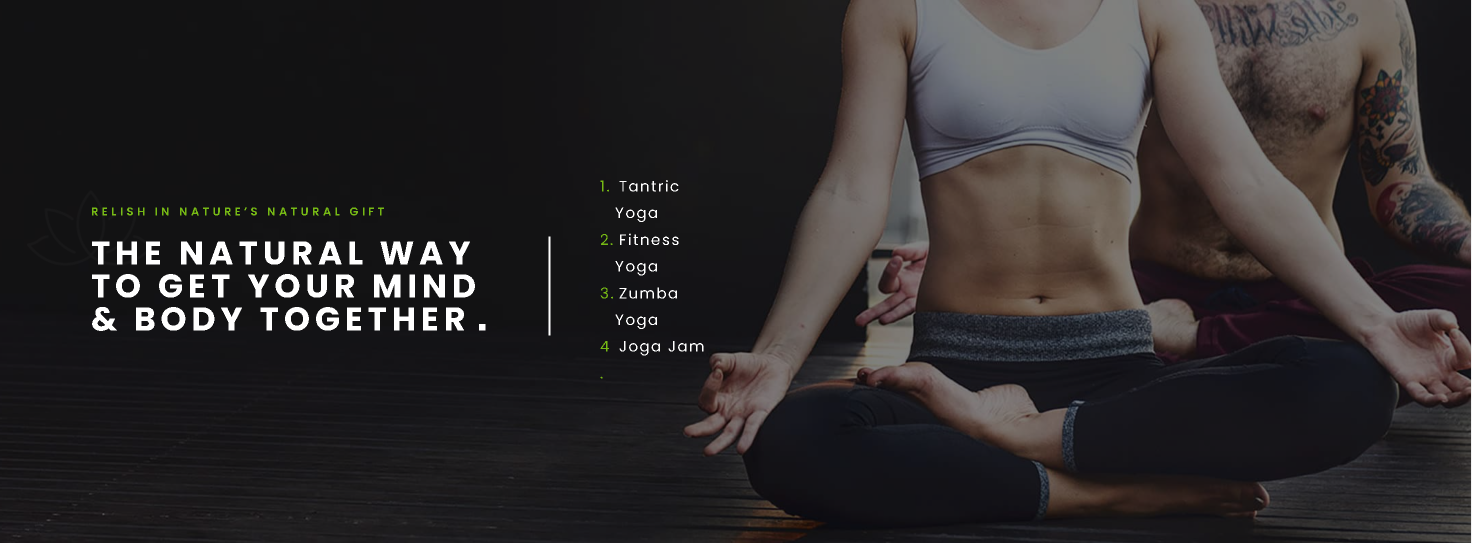 RELISH IN NATURE'S NATURAL GIFT
THE NATURAL WAY
TO GET YOUR MIND
& BODY TOGETHER .
1. Tantric
Yoga
2. Fitness
Yoga
3. Zumba
Yoga
4 Joga Jam
.